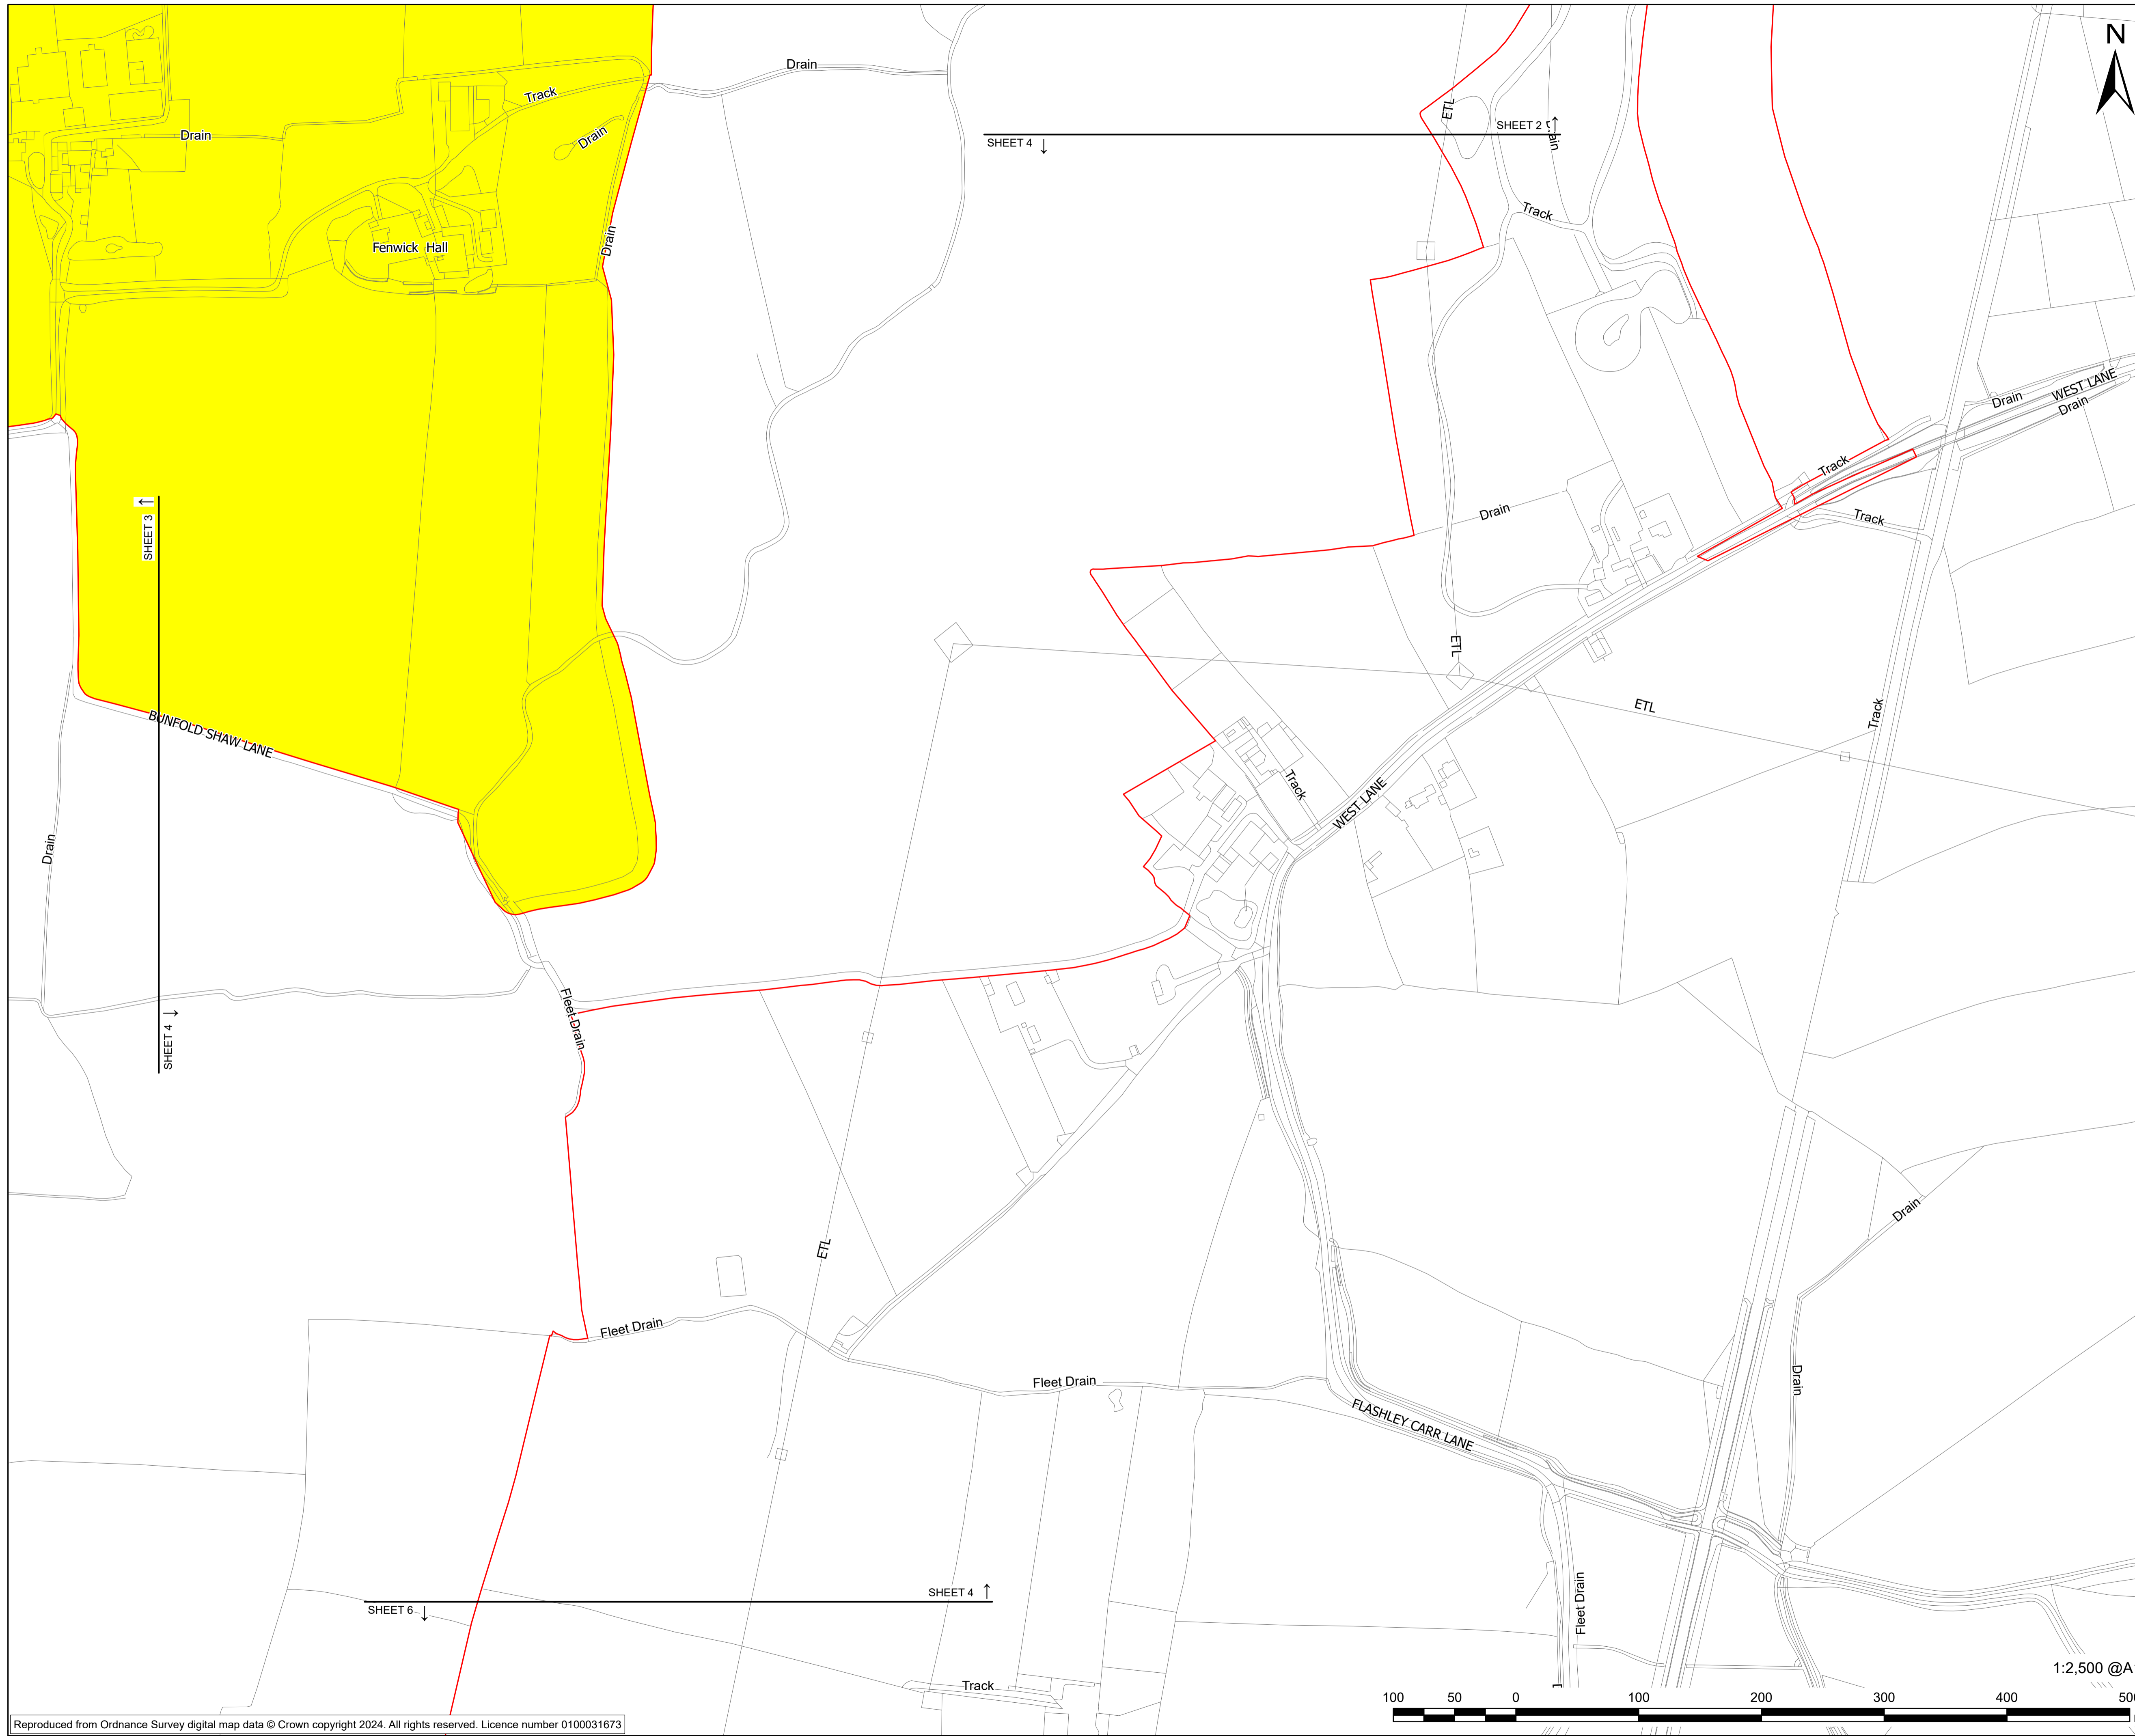 N
Drain
Track
Drain
Drain
Drain
Fenwick Hall
ETL
SHEET 2 ↑
SHEET 4 ↓
Track
WEST LANE
Drain
Drain
Track
Track
Drain
SHEET 3 ←
ETL
ETL
Track
BUNFOLD SHAW LANE
Track
WEST LANE
Drain
SHEET 4 →
Fleet Drain
Drain
ETL
Fleet Drain
Fleet Drain
Drain
FLASHLEY CARR LANE
SHEET 4 ↑
SHEET 6 ↓
Fleet Drain
Track
1:2,500 @A
100 50 0 100 200 300 400
Reproduced from Ordnance Survey digital map data © Crown copyright 2024. All rights reserved. Licence number 0100031673